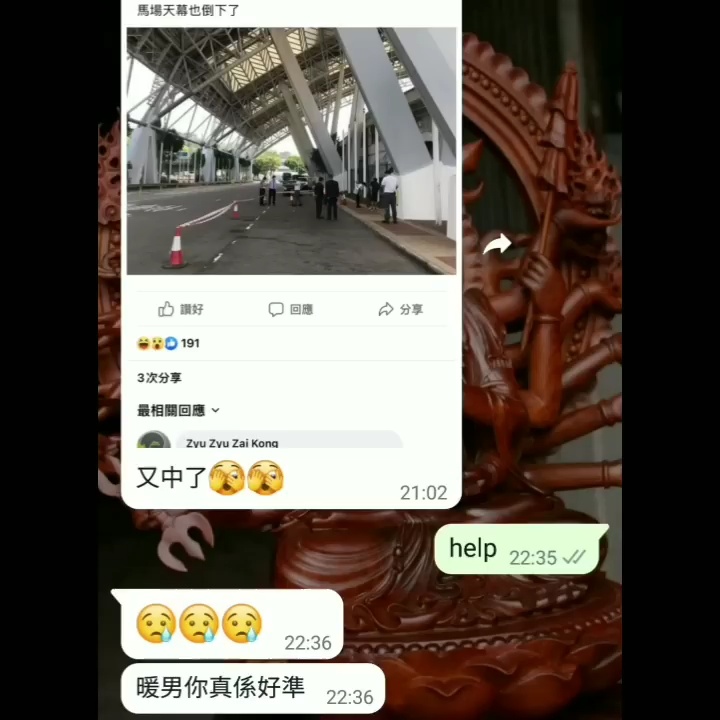 馬場天幕也倒下了
讚好 回應 分享
191
3次分享
最相關回應
Zyu Zyu Zai Kong
又中了🫣🫣
21:02
help 22:35
😢😢😢 22:36
暖男你真係好準 22:36